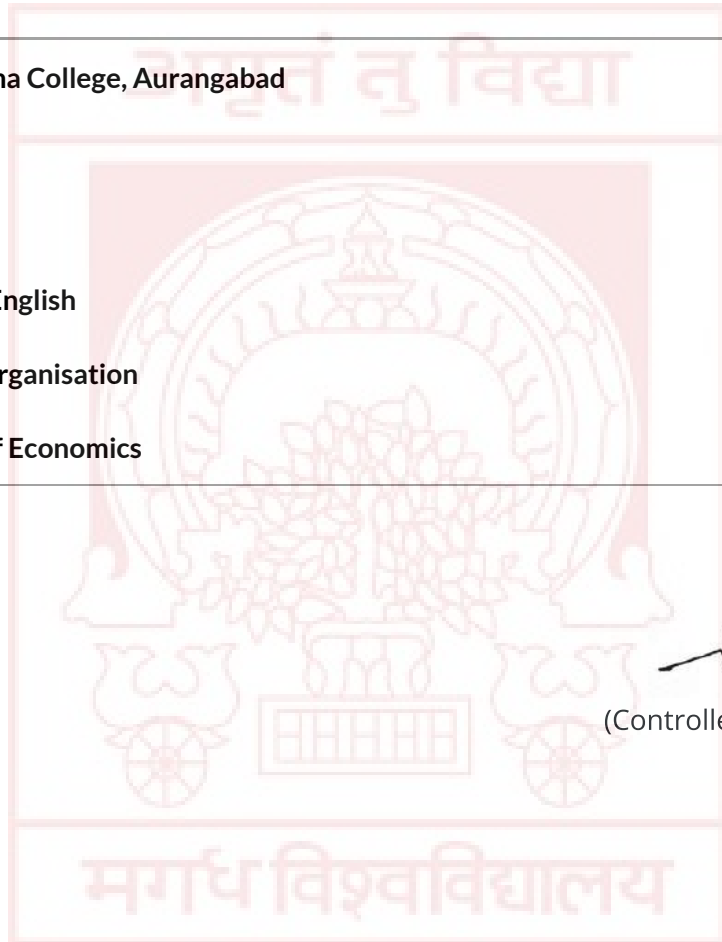 अमृतं तु विद्या
na College, Aurangabad
English
rganisation
f Economics
(Controlle
मगध विश्वविद्यालय